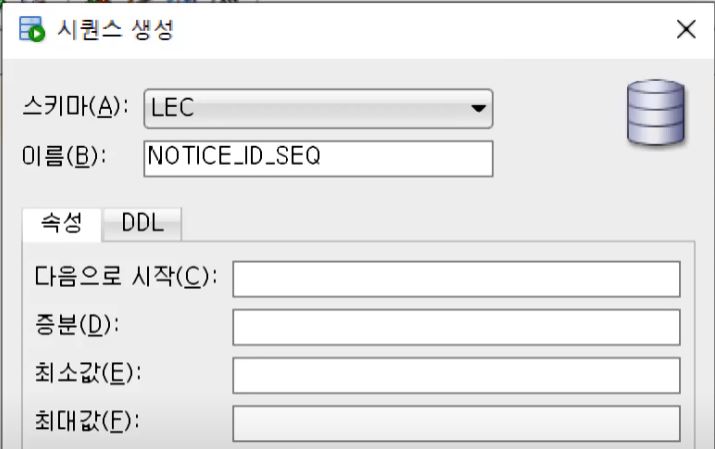 시퀀스 생성
스키마(A): LEC
이름(B): NOTICE_ID_SEQ
속성 DDL
다음으로 시작(C):
증분(D):
최소값(E):
최대값(F):